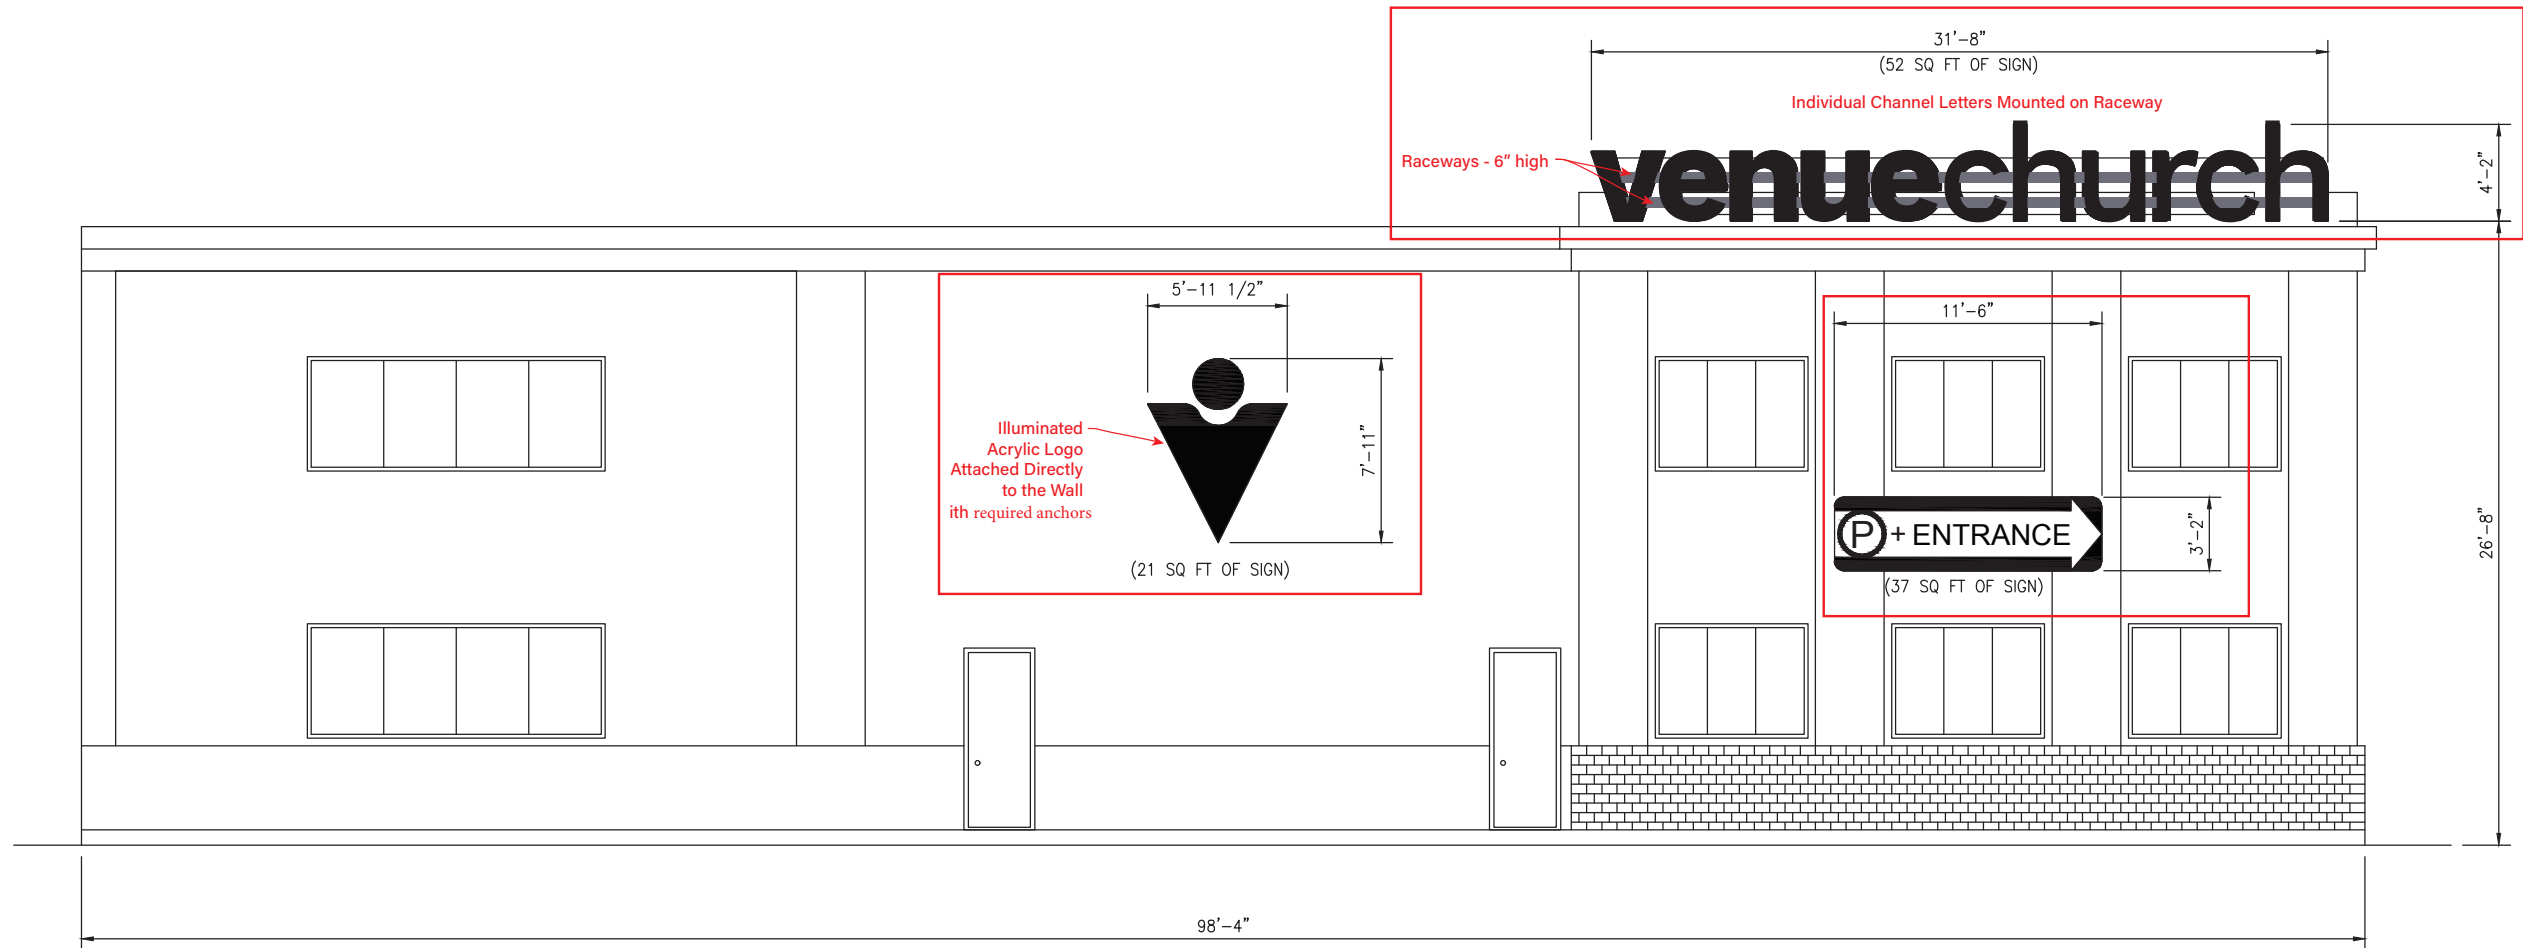 31'-8"
(52 SQ FT OF SIGN)
Individual Channel Letters Mounted on Raceway
Raceways - 6" high
venuechurch
4'-2"
5'-11 1/2"
11'-6"
Illuminated
Acrylic Logo
Attached Directly
to the Wall
ith required anchors
7'-11"
(21 SQ FT OF SIGN)
P + ENTRANCE
3'-2"
(37 SQ FT OF SIGN)
26'-8"
98'-4"